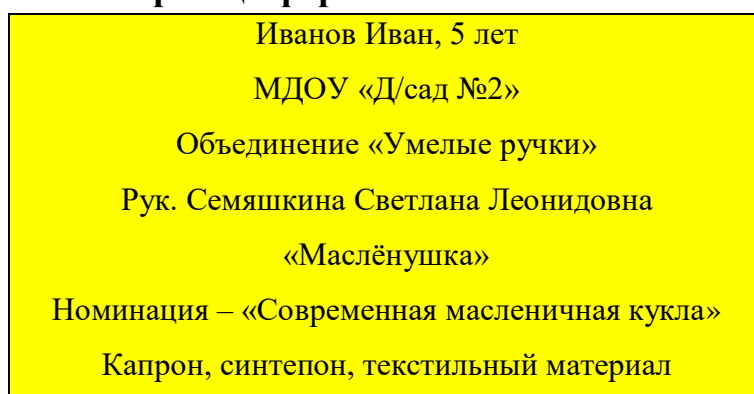 Иванов Иван, 5 лет
МДОУ «Д/сад №2»
Объединение «Умелые ручки»
Рук. Семяшкина Светлана Леонидовна
«Маслёнушка»
Номинация – «Современная масленичная кукла»
Капрон, синтепон, текстильный материал